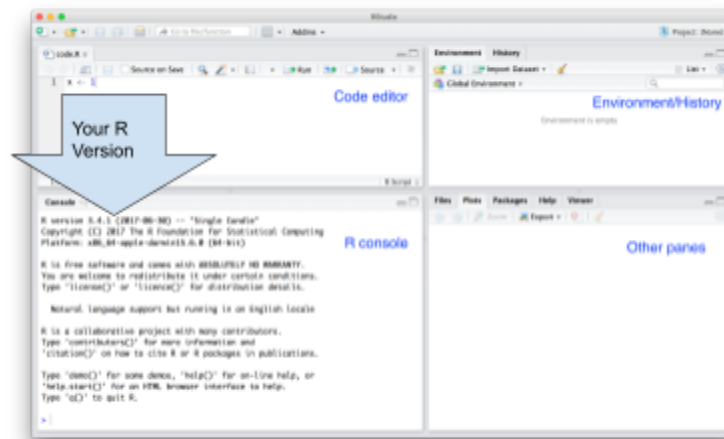 RStudio
Go to file/function
Addins
Project: (None)
code.R
Source on Save
Run
Source
1 x <- 1
Code editor
Your R
Version
R Script
Environment History
Import Dataset
List
Global Environment
Environment/History
Environment is empty
Console
R version 3.4.1 (2017-06-30) -- "Single Candle"
Copyright (C) 2017 The R Foundation for Statistical Computing
Platform: x86_64-apple-darwin15.6.0 (64-bit)
R console
R is free software and comes with ABSOLUTELY NO WARRANTY.
You are welcome to redistribute it under certain conditions.
Type 'license()' or 'licence()' for distribution details.
Natural language support but running in an English locale
R is a collaborative project with many contributors.
Type 'contributors()' for more information and
'citation()' on how to cite R or R packages in publications.
Type 'demo()' for some demos, 'help()' for on-line help, or
'help.start()' for an HTML browser interface to help.
Type 'q()' to quit R.
>
Files Plots Packages Help Viewer
Zoom Export
Other panes